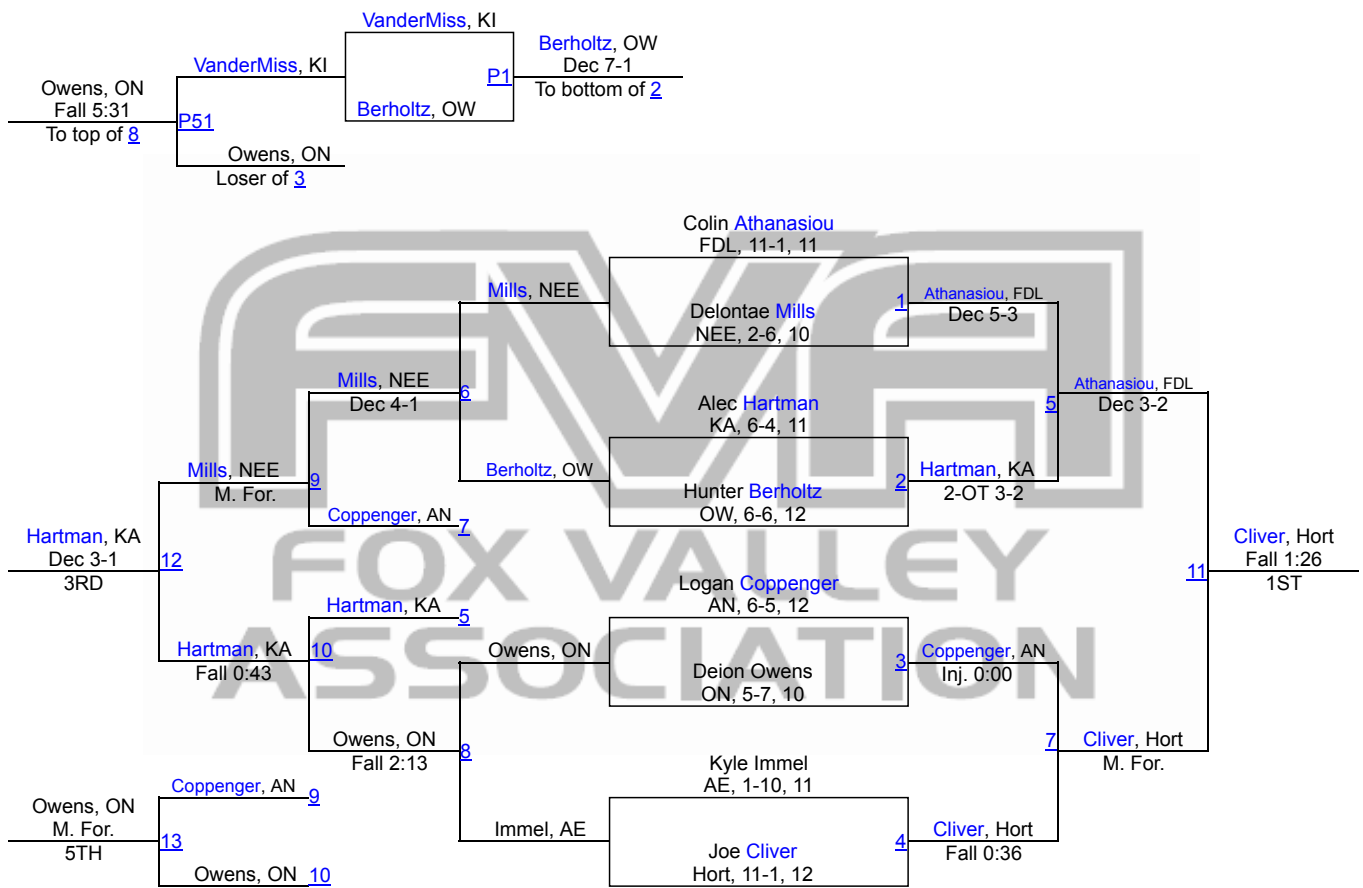 VanderMiss, KI
Berholtz, OW
Dec 7-1
To bottom of 2
VanderMiss, KI
P1
Berholtz, OW
Owens, ON
Fall 5:31
To top of 8
P51
Owens, ON
Loser of 3
Colin Athanasiou
FDL, 11-1, 11
Mills, NEE
1
Athanasiou, FDL
Dec 5-3
Delontae Mills
NEE, 2-6, 10
Mills, NEE
Dec 4-1
6
Alec Hartman
KA, 6-4, 11
5
Athanasiou, FDL
Dec 3-2
Mills, NEE
M. For.
9
Berholtz, OW
Hunter Berholtz
OW, 6-6, 12
2
Hartman, KA
2-OT 3-2
Coppenger, AN 7
Hartman, KA
Dec 3-1
3RD
12
FVA
FOX VALLEY
ASSOCIATION
Cliver, Hort
Fall 1:26
1ST
11
Logan Coppenger
AN, 6-5, 12
Hartman, KA 5
Hartman, KA
Fall 0:43
10
Owens, ON
3
Coppenger, AN
Inj. 0:00
Deion Owens
ON, 5-7, 10
Owens, ON
Fall 2:13
8
7
Cliver, Hort
M. For.
Kyle Immel
AE, 1-10, 11
Coppenger, AN 9
Owens, ON
M. For.
5TH
13
Immel, AE
4
Cliver, Hort
Fall 0:36
Joe Cliver
Hort, 11-1, 12
Owens, ON 10